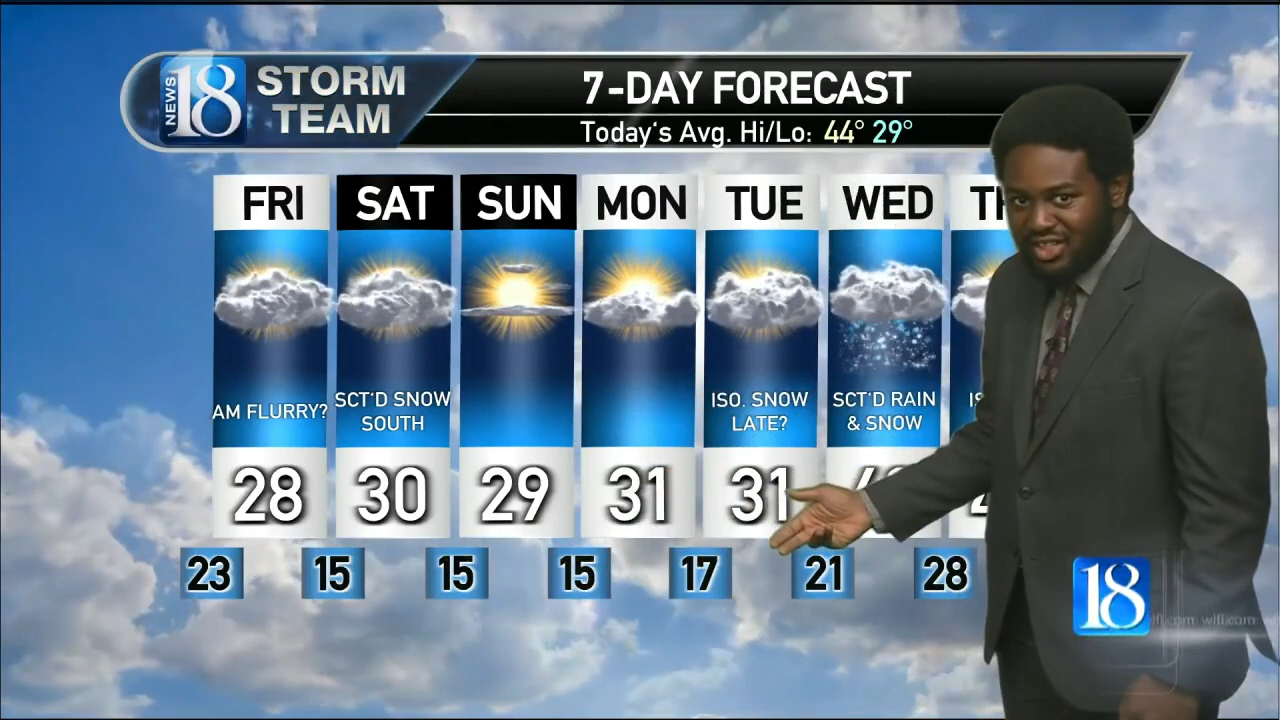 NEWS 18 STORM TEAM
7-DAY FORECAST
Today's Avg. Hi/Lo: 44° 29°
FRI SAT SUN MON TUE WED
AM FLURRY?
SCT'D SNOW
SOUTH
ISO. SNOW
LATE?
SCT'D RAIN
& SNOW
28 30 29 31 31
23 15 15 15 17 21 28
18
wlfi.com